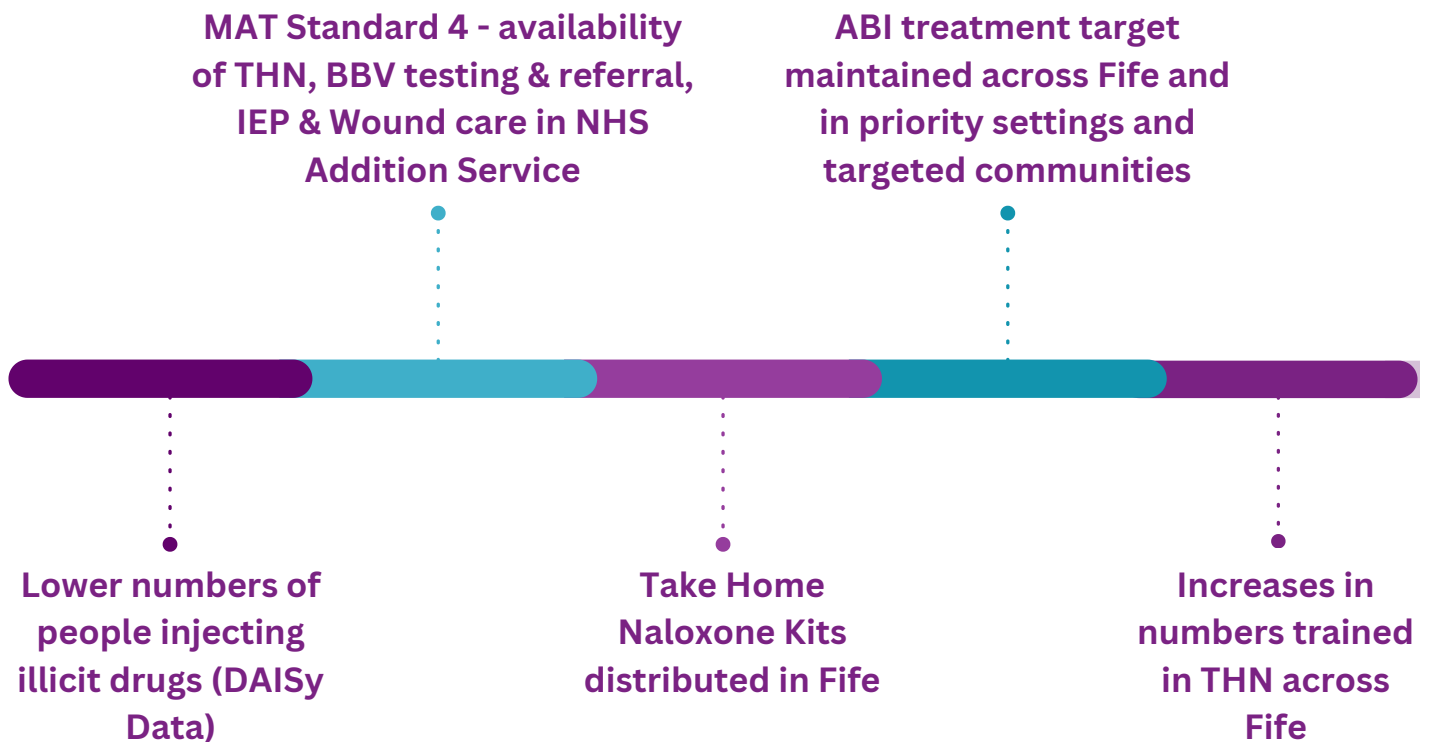 MAT Standard 4 - availability
of THN, BBV testing & referral,
IEP & Wound care in NHS
Addition Service
ABI treatment target
maintained across Fife and
in priority settings and
targeted communities
Lower numbers of
people injecting
illicit drugs (DAISy
Data)
Take Home
Naloxone Kits
distributed in Fife
Increases in
numbers trained
in THN across
Fife